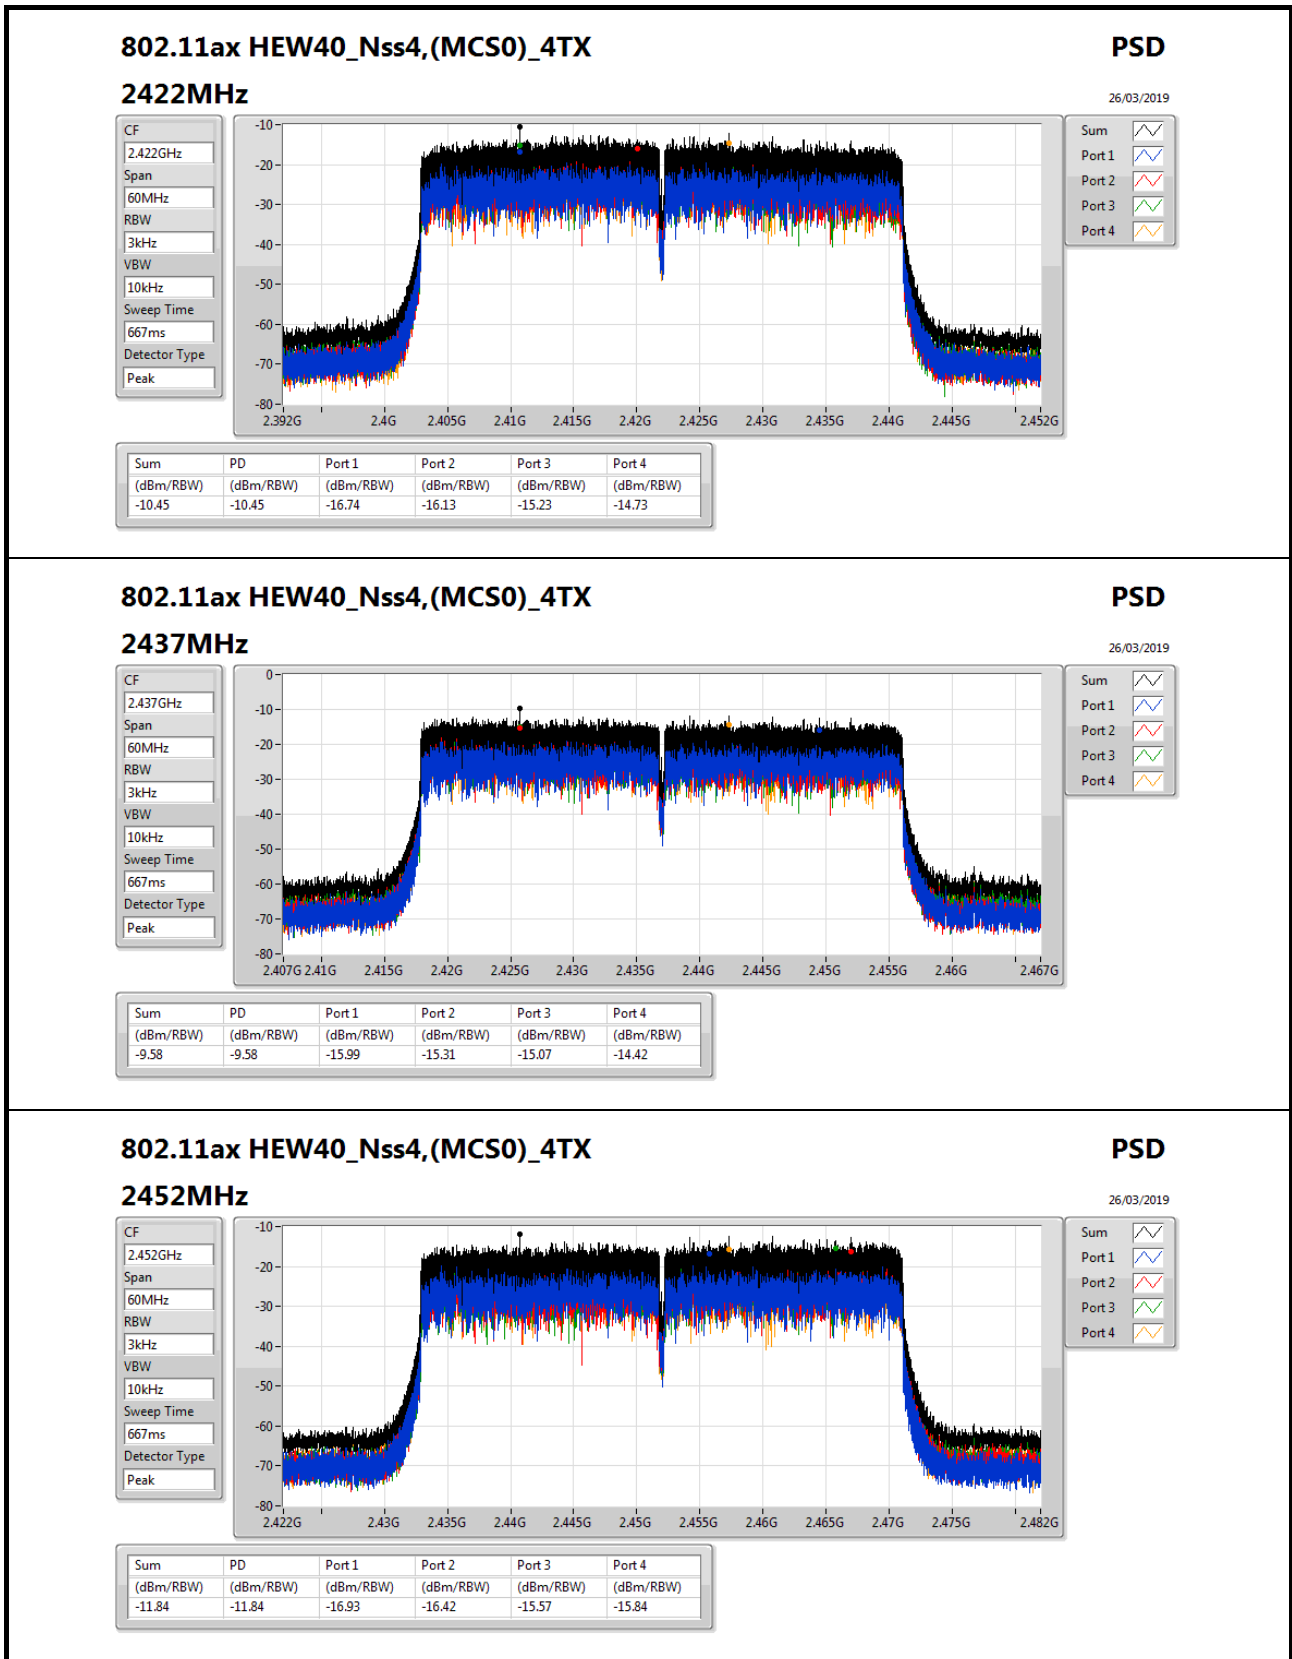 802.11ax HEW40_Nss4,(MCS0)_4TX PSD
2422MHz 26/03/2019
CF
2.422GHz
Span
60MHz
RBW
3kHz
VBW
10kHz
Sweep Time
667ms
Detector Type
Peak
-10
-20
-30
-40
-50
-60
-70
-80
2.392G 2.4G 2.405G 2.41G 2.415G 2.42G 2.425G 2.43G 2.435G 2.44G 2.445G 2.452G
Sum
Port 1
Port 2
Port 3
Port 4
Sum PD Port 1 Port 2 Port 3 Port 4
(dBm/RBW) (dBm/RBW) (dBm/RBW) (dBm/RBW) (dBm/RBW) (dBm/RBW)
-10.45 -10.45 -16.74 -16.13 -15.23 -14.73
802.11ax HEW40_Nss4,(MCS0)_4TX PSD
2437MHz 26/03/2019
CF
2.437GHz
Span
60MHz
RBW
3kHz
VBW
10kHz
Sweep Time
667ms
Detector Type
Peak
0
-10
-20
-30
-40
-50
-60
-70
-80
2.407G 2.41G 2.415G 2.42G 2.425G 2.43G 2.435G 2.44G 2.445G 2.45G 2.455G 2.46G 2.467G
Sum
Port 1
Port 2
Port 3
Port 4
Sum PD Port 1 Port 2 Port 3 Port 4
(dBm/RBW) (dBm/RBW) (dBm/RBW) (dBm/RBW) (dBm/RBW) (dBm/RBW)
-9.58 -9.58 -15.99 -15.31 -15.07 -14.42
802.11ax HEW40_Nss4,(MCS0)_4TX PSD
2452MHz 26/03/2019
CF
2.452GHz
Span
60MHz
RBW
3kHz
VBW
10kHz
Sweep Time
667ms
Detector Type
Peak
-10
-20
-30
-40
-50
-60
-70
-80
2.422G 2.43G 2.435G 2.44G 2.445G 2.45G 2.455G 2.46G 2.465G 2.47G 2.475G 2.482G
Sum
Port 1
Port 2
Port 3
Port 4
Sum PD Port 1 Port 2 Port 3 Port 4
(dBm/RBW) (dBm/RBW) (dBm/RBW) (dBm/RBW) (dBm/RBW) (dBm/RBW)
-11.84 -11.84 -16.93 -16.42 -15.57 -15.84